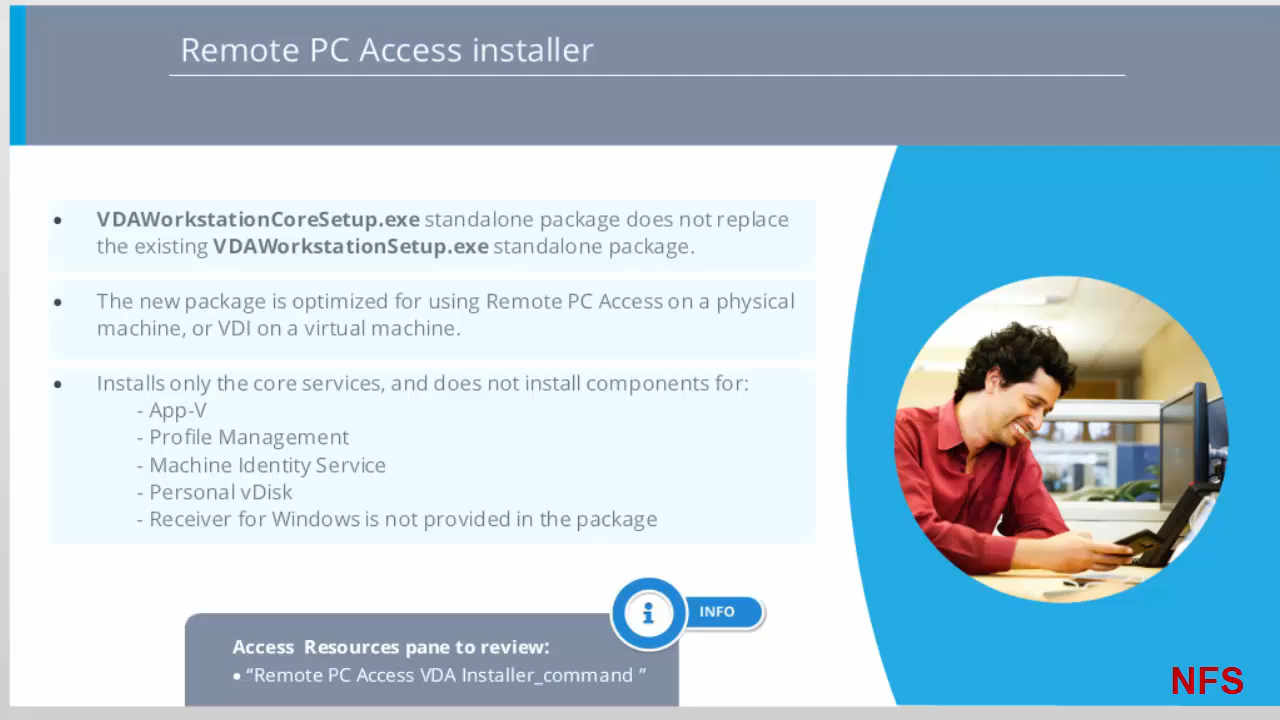 Remote PC Access installer
• VDAWorkstationCoreSetup.exe standalone package does not replace
the existing VDAWorkstationSetup.exe standalone package.
• The new package is optimized for using Remote PC Access on a physical
machine, or VDI on a virtual machine.
• Installs only the core services, and does not install components for:
- App-V
- Profile Management
- Machine Identity Service
- Personal vDisk
- Receiver for Windows is not provided in the package
i INFO
Access Resources pane to review:
• “Remote PC Access VDA Installer_command ”
NFS